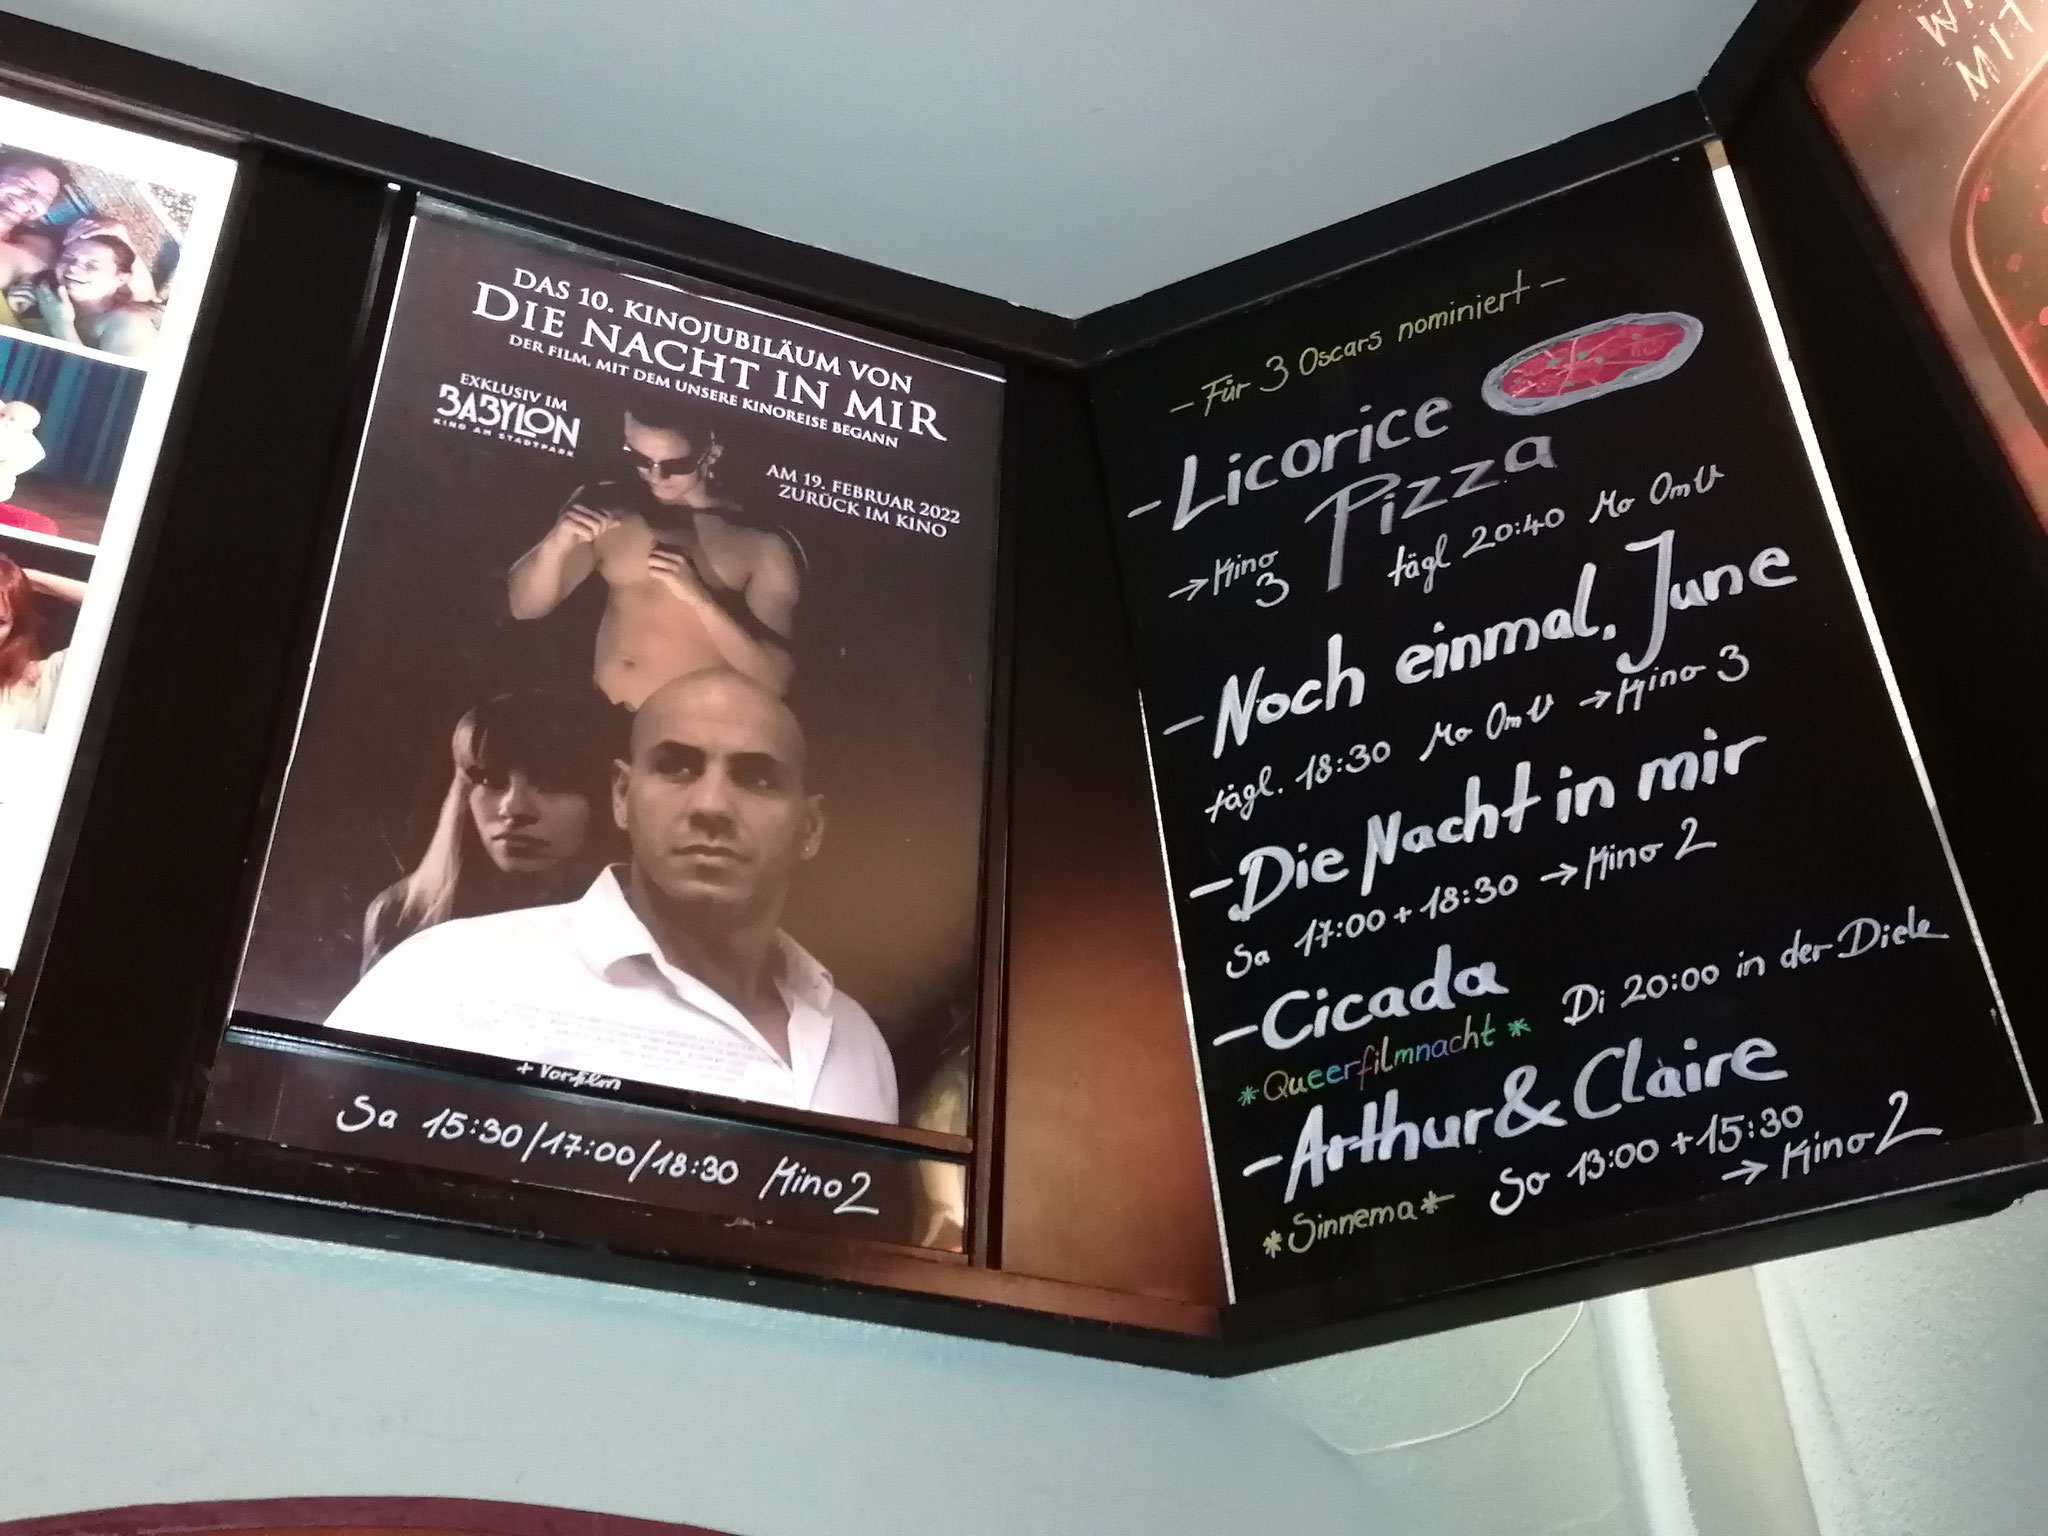 DAS 10. KINOJUBILÄUM VON
DIE NACHT IN MIR
DER FILM, MIT DEM UNSERE KINOREISE BEGANN
EXKLUSIV IM
BABYLON
KINO AM STADTPARK
AM 19. FEBRUAR 2022
ZURÜCK IM KINO
+ Vorfilm
Sa 15:30/17:00/18:30 Kino 2
- Für 3 Oscars nominiert -
- Licorice
Pizza
→ Kino 3
tägl 20:40 Mo OmU
- Noch einmal, June
tägl. 18:30 Mo OmU → Kino 3
- Die Nacht in mir
Sa 17:00 + 18:30 → Kino 2
- Cicada
*Queerfilmnacht* Di 20:00 in der Diele
- Arthur & Claire
*Sinnema* So 13:00 + 15:30
→ Kino 2
MIT